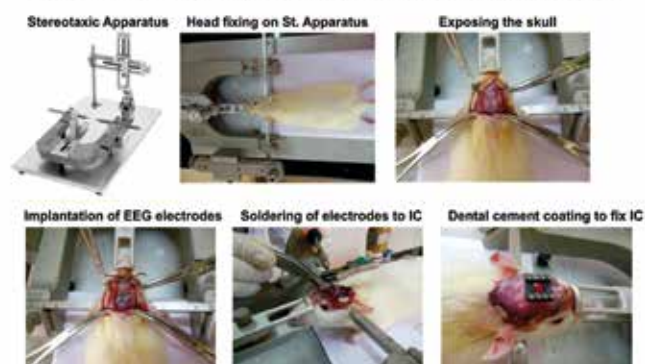 Stereotaxic Apparatus
Head fixing on St. Apparatus
Exposing the skull
Implantation of EEG electrodes
Soldering of electrodes to IC
Dental cement coating to fix IC